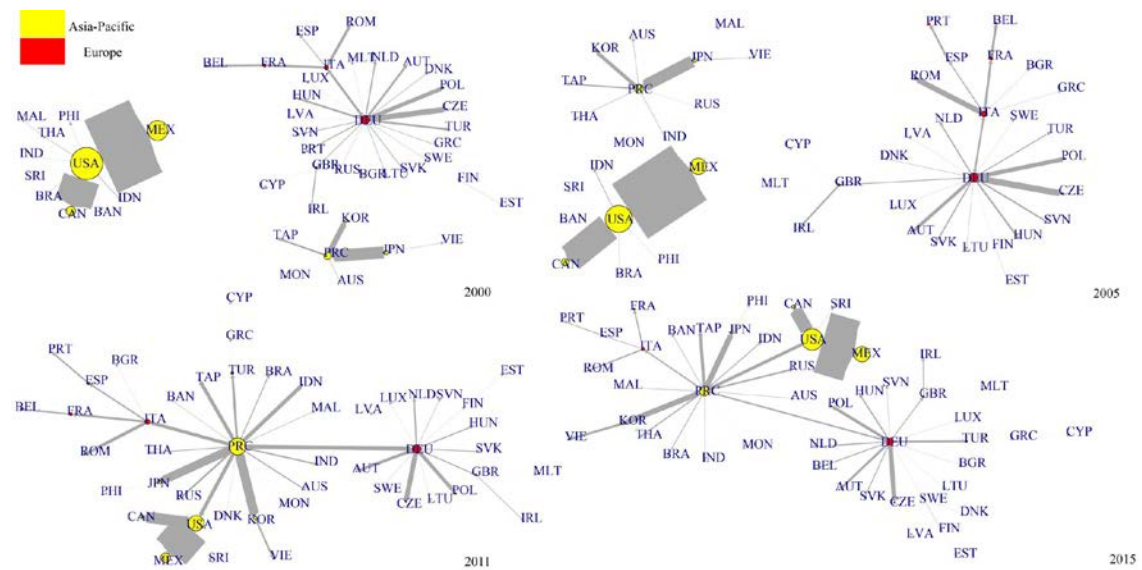 Asia-Pacific
Europe
ROM
ESP
BEL FRA ITA MLT NLD AUT
LUX DNK
HUN POL
LVA DEU CZE
SVN TUR
PRT GRC
GBR SWE
RUS BGR LTU SVK
CYP FIN
IRL EST
MAL PHI MEX
THA
IND USA
SRI
BRA IDN
CAN BAN
KOR
TAP PRC JPN VIE
MON AUS
2000
MAL
AUS
KOR JPN VIE
TAP PRC
THA RUS
MON IND
IDN MEX
SRI
BAN USA
CAN PHI
BRA
PRT BEL
ESP FRA
ROM BGR
GRC
NLD ITA SWE
CYP LVA TUR
DNK POL
MLT GBR DEU CZE
LUX
IRL AUT SVN
SVK LTU FIN HUN
EST
2005
CYP
GRC
PRT BGR TUR BRA
ESP TAP IDN
BAN
BEL FRA ITA MAL
PRC
ROM THA IND
JPN
PHI RUS AUS
MON
CAN USA DNK KOR
MEX SRI VIE
EST
LUX NLD SVN
LVA FIN
HUN
DEU SVK
AUT GBR
SWE POL MLT
CZE LTU
IRL
2011
PHI CAN SRI
FRA
PRT BAN TAP JPN USA
ESP IDN MEX
ITA
ROM RUS
MAL PRC AUS
KOR
VIE THA
BRA IND MON
IRL
HUN SVN
GBR MLT
POL LUX
NLD DEU TUR GRC CYP
BEL BGR
AUT LTU
SVK CZE SWE
DNK
LVA FIN
EST
2015